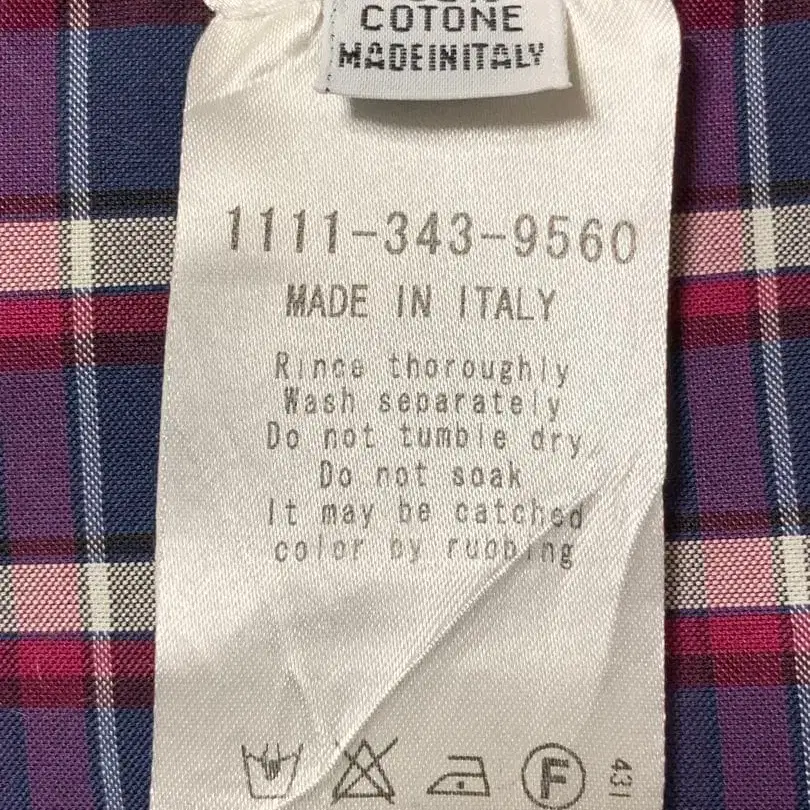 COTONE
MADEINITALY
1111-343-9560
MADE IN ITALY
Rince thoroughly
Wash separately
Do not tumble dry
Do not soak
It may be catched
color by rubbing
F
431